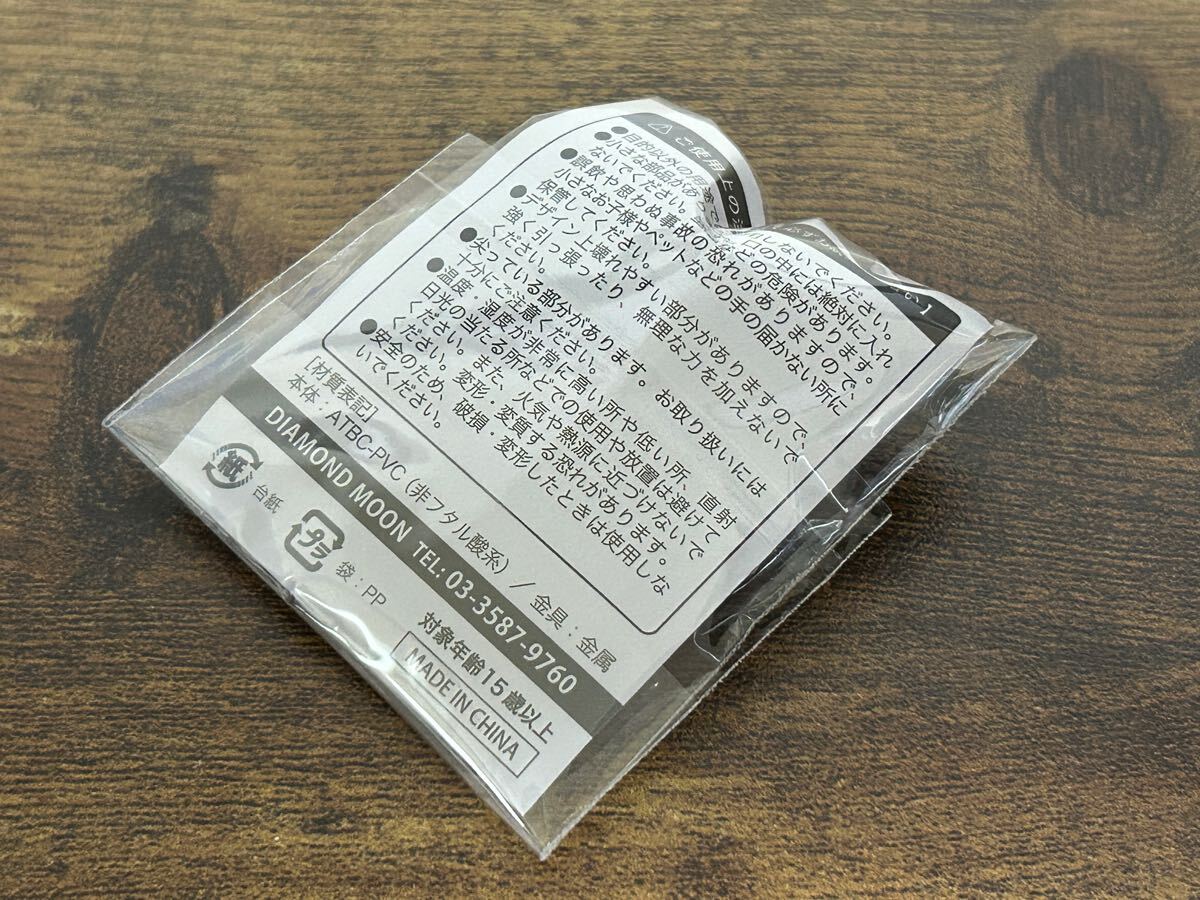 ⚠ ご使用上の注
●目的以外の用途で しないでください。
●小さな部品があ 口の中には絶対に入れ
ないでください。 などの危険があります。
●誤飲や思わぬ事故の恐れがありますので、
小さなお子様やペットなどの手の届かない所に
保管してください。
●デザイン上壊れやすい部分がありますので、
強く引っ張ったり、無理な力を加えないで
ください。
●尖っている部分があります。お取り扱いには
十分にご注意ください。
●温度・湿度が非常に高い所や低い所、直射
日光の当たる所などでの使用や放置は避けて
ください。また、火気や熱源に近づけないで
ください。変形・変質する恐れがあります。
●安全のため、破損・変形したときは使用しな
いでください。
[材質表記]
本体:ATBC-PVC(非フタル酸系)/金具:金属
DIAMOND MOON TEL: 03-3587-9760
紙 台紙
プラ 袋:PP
対象年齢15歳以上
MADE IN CHINA